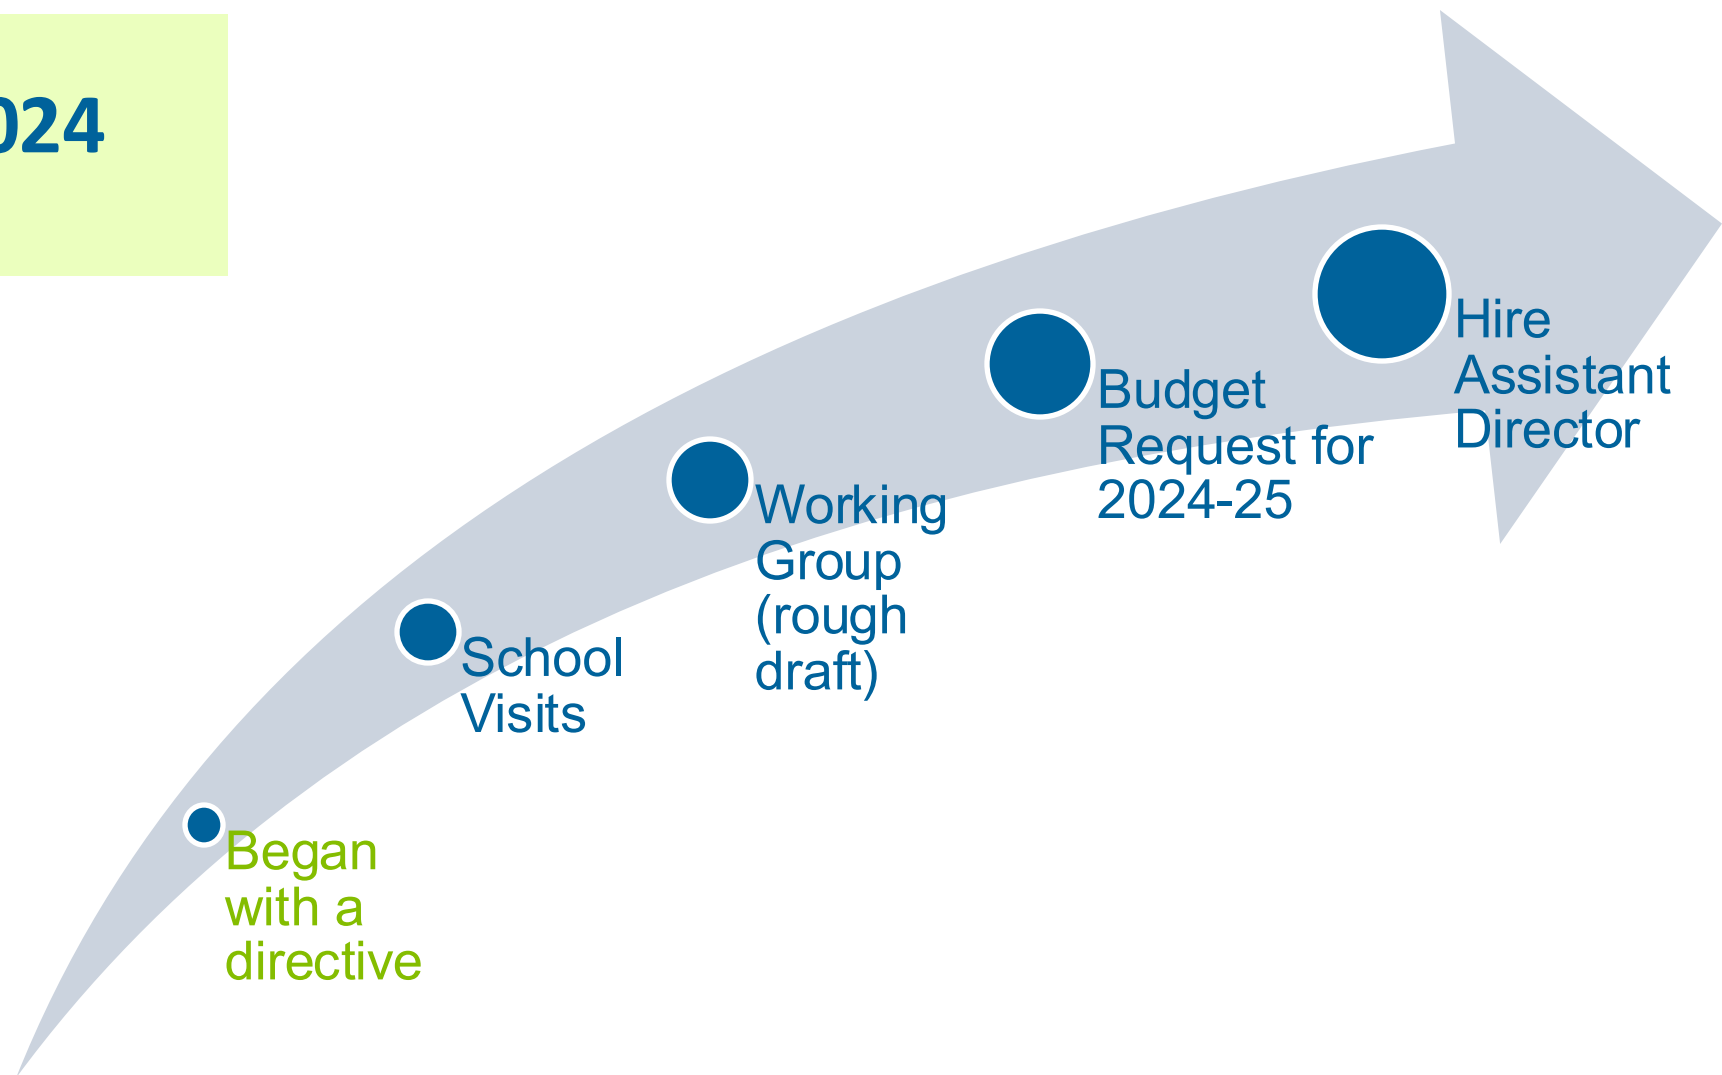 024
Began
with a
directive
School
Visits
Working
Group
(rough
draft)
Budget
Request for
2024-25
Hire
Assistant
Director